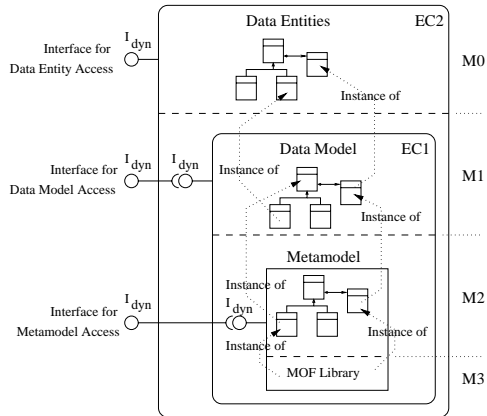 Data Entities
EC2
I dyn
Interface for
Data Entity Access
M0
Instance of
I dyn
I dyn
Data Model
EC1
Interface for
Data Model Access
Instance of
M1
Instance of
Metamodel
Instance of
I dyn
I dyn
Interface for
Metamodel Access
M2
Instance of
Instance of
MOF Library
M3